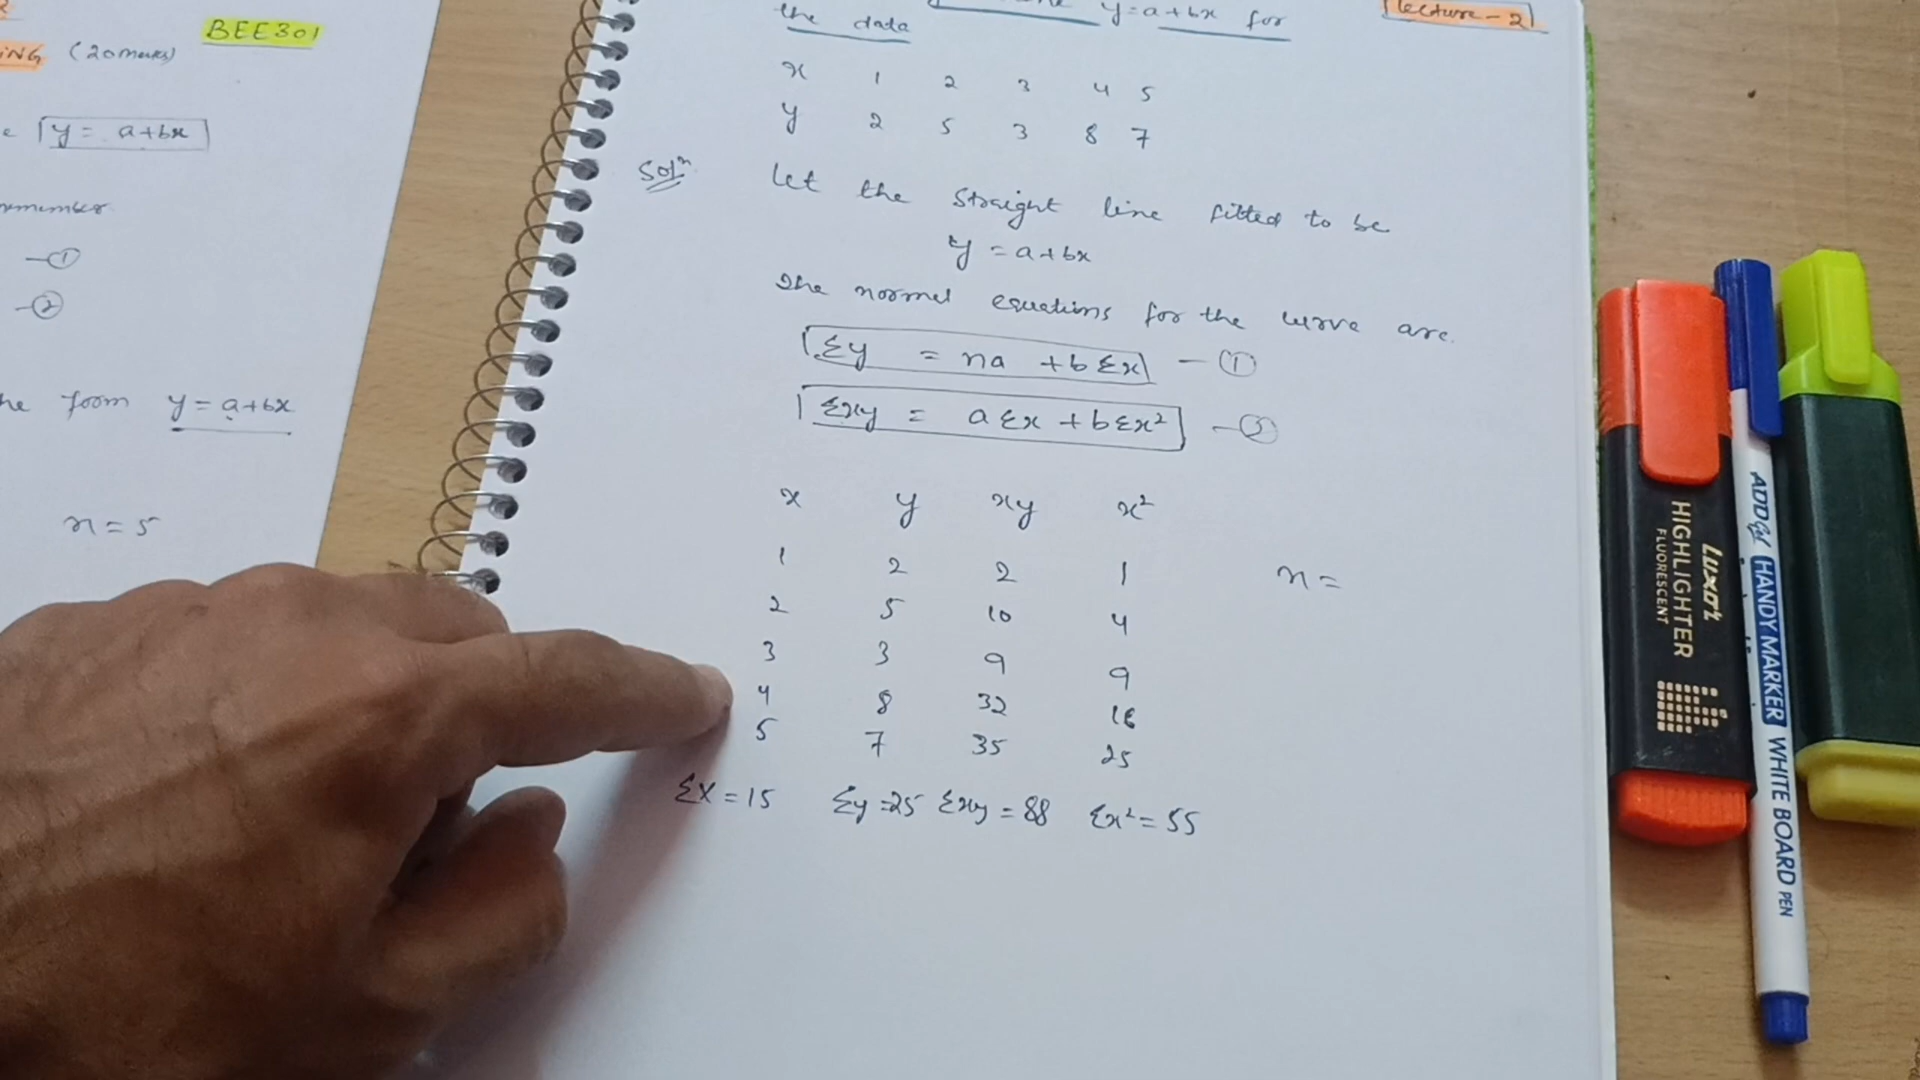 BEE301
ING (20marks)
y = a+bx
remember
①
②
the form y = a+bx
n = 5
y=a+bx for
Lecture-2
the data
x 1 2 3 4 5
y 2 5 3 8 7
Solⁿ
Let the straight line fitted to be
y = a+bx
The normal equations for the curve are.
Σy = na + bΣx — ①
Σxy = aΣx + bΣx² — ②
x y xy x²
1 2 2 1
2 5 10 4
3 3 9 9
4 8 32 16
5 7 35 25
n =
Σx = 15 Σy = 25 Σxy = 88 Σx² = 55
Luxor
HIGHLIGHTER
FLUORESCENT
ADD Gel HANDY MARKER WHITE BOARD PEN